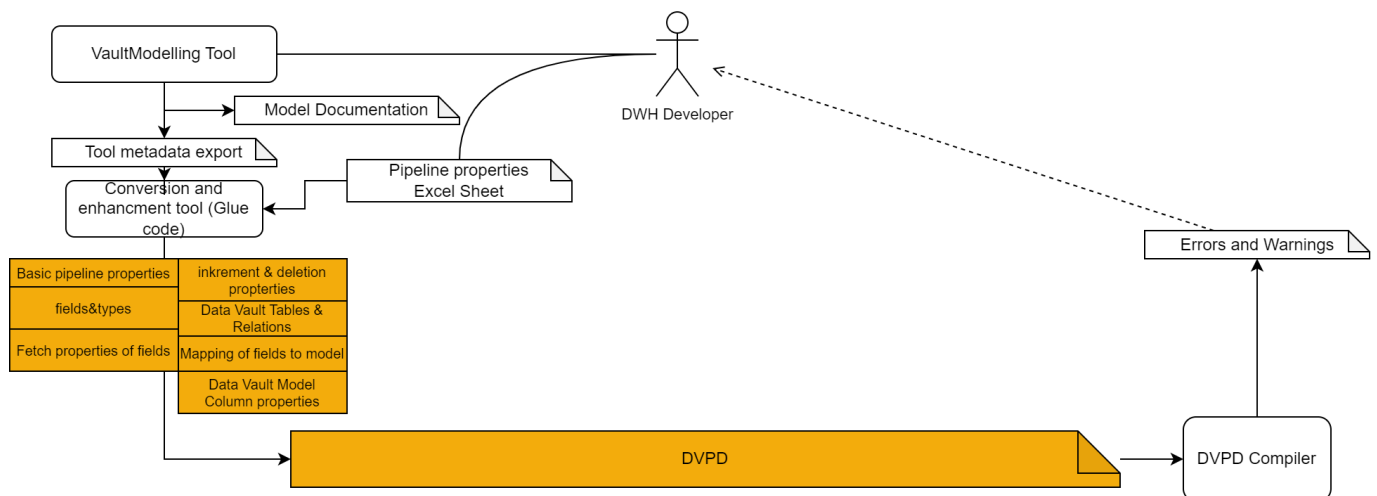 VaultModelling Tool
DWH Developer
Model Documentation
Tool metadata export
Pipeline properties
Excel Sheet
Conversion and
enhancment tool (Glue
code)
Errors and Warnings
Basic pipeline properties
inkrement & deletion
propterties
fields&types
Data Vault Tables &
Relations
Fetch properties of fields
Mapping of fields to model
Data Vault Model
Column properties
DVPD
DVPD Compiler